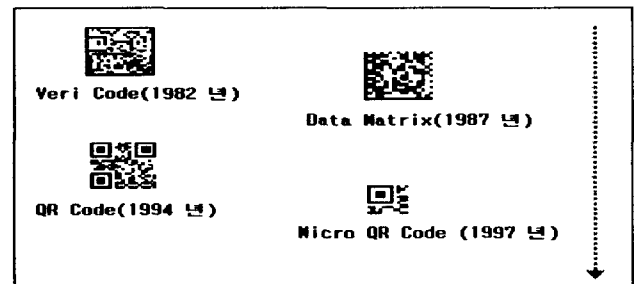 Veri Code(1982 년)
Data Matrix(1987 년)
QR Code(1994 년)
Micro QR Code (1997 년)